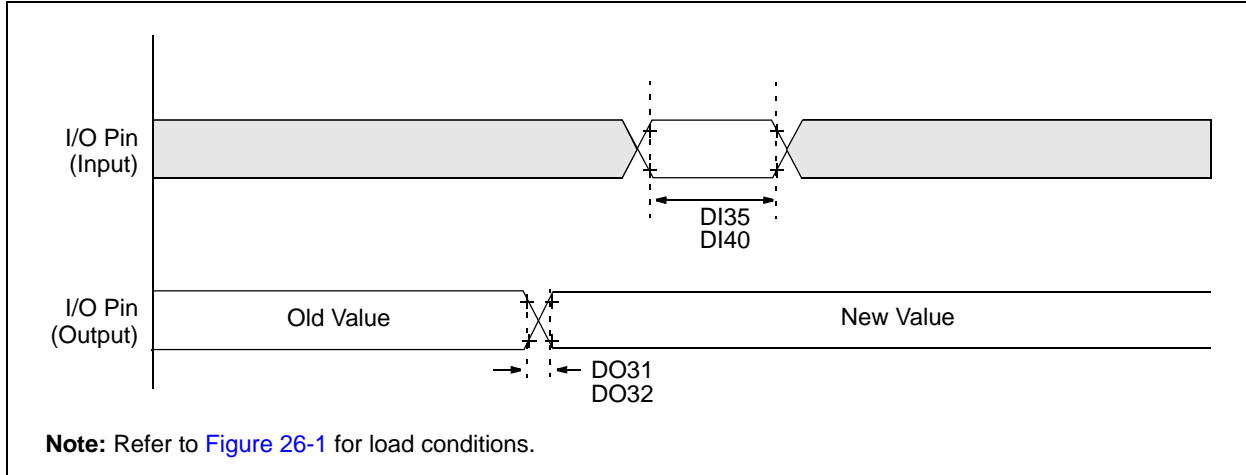 I/O Pin
(Input)
DI35
DI40
I/O Pin
(Output)
Old Value
New Value
DO31
DO32
Note: Refer to Figure 26-1 for load conditions.